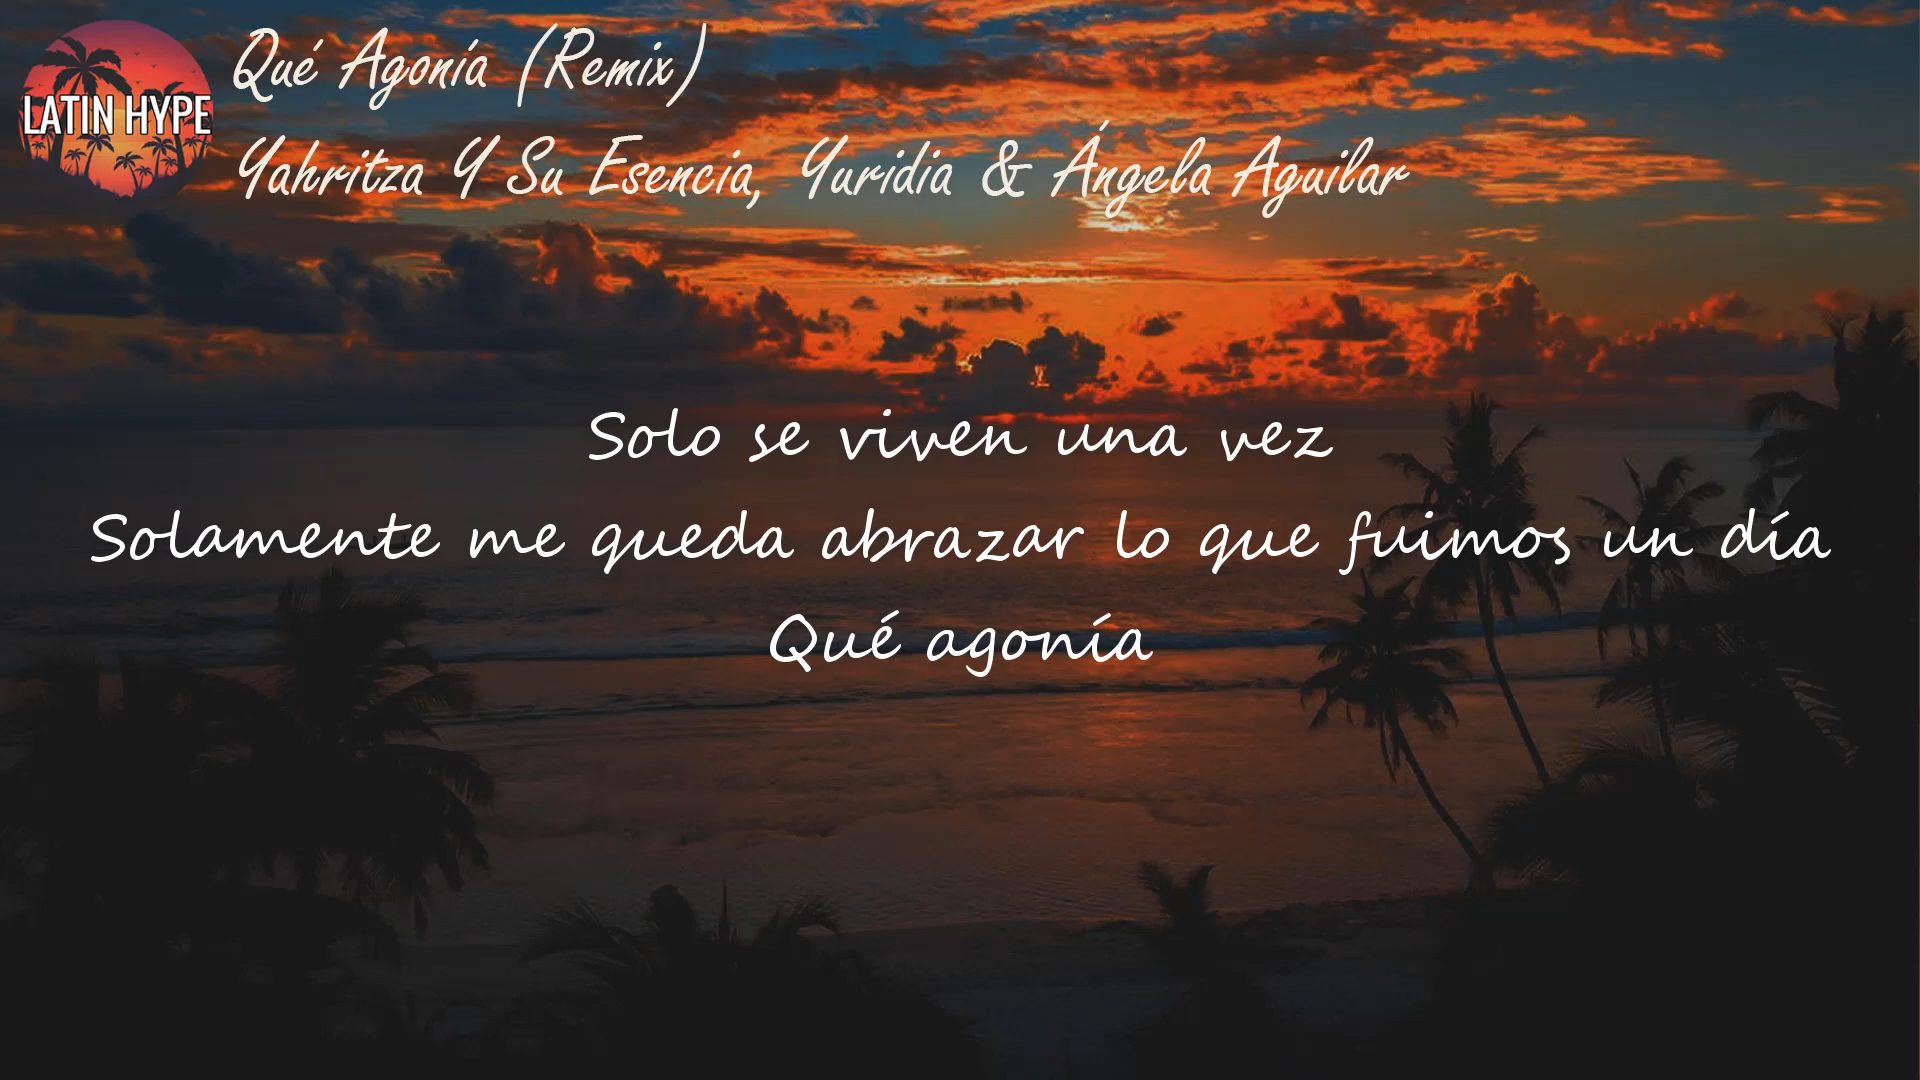 LATIN HYPE
Qué Agonía (Remix)
Yahritza Y Su Esencia, Yuridia & Ángela Aguilar
Solo se viven una vez
Solamente me queda abrazar lo que fuimos un día
Qué agonía